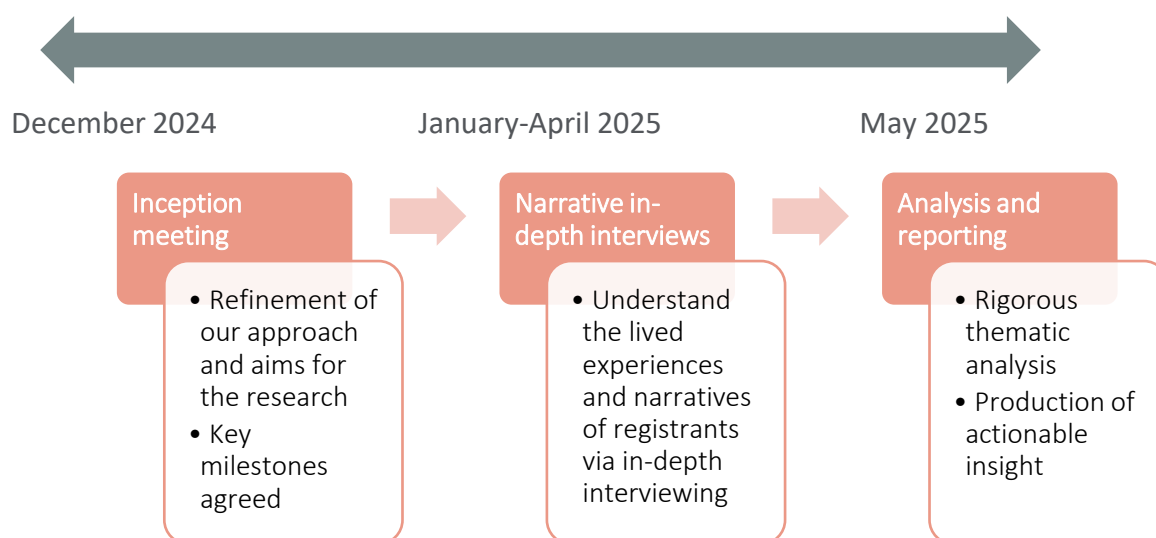 December 2024
January-April 2025
May 2025
Inception
meeting
• Refinement of
our approach
and aims for
the research
• Key
milestones
agreed
Narrative in-
depth interviews
• Understand
the lived
experiences
and narratives
of registrants
via in-depth
interviewing
Analysis and
reporting
• Rigorous
thematic
analysis
• Production of
actionable
insight